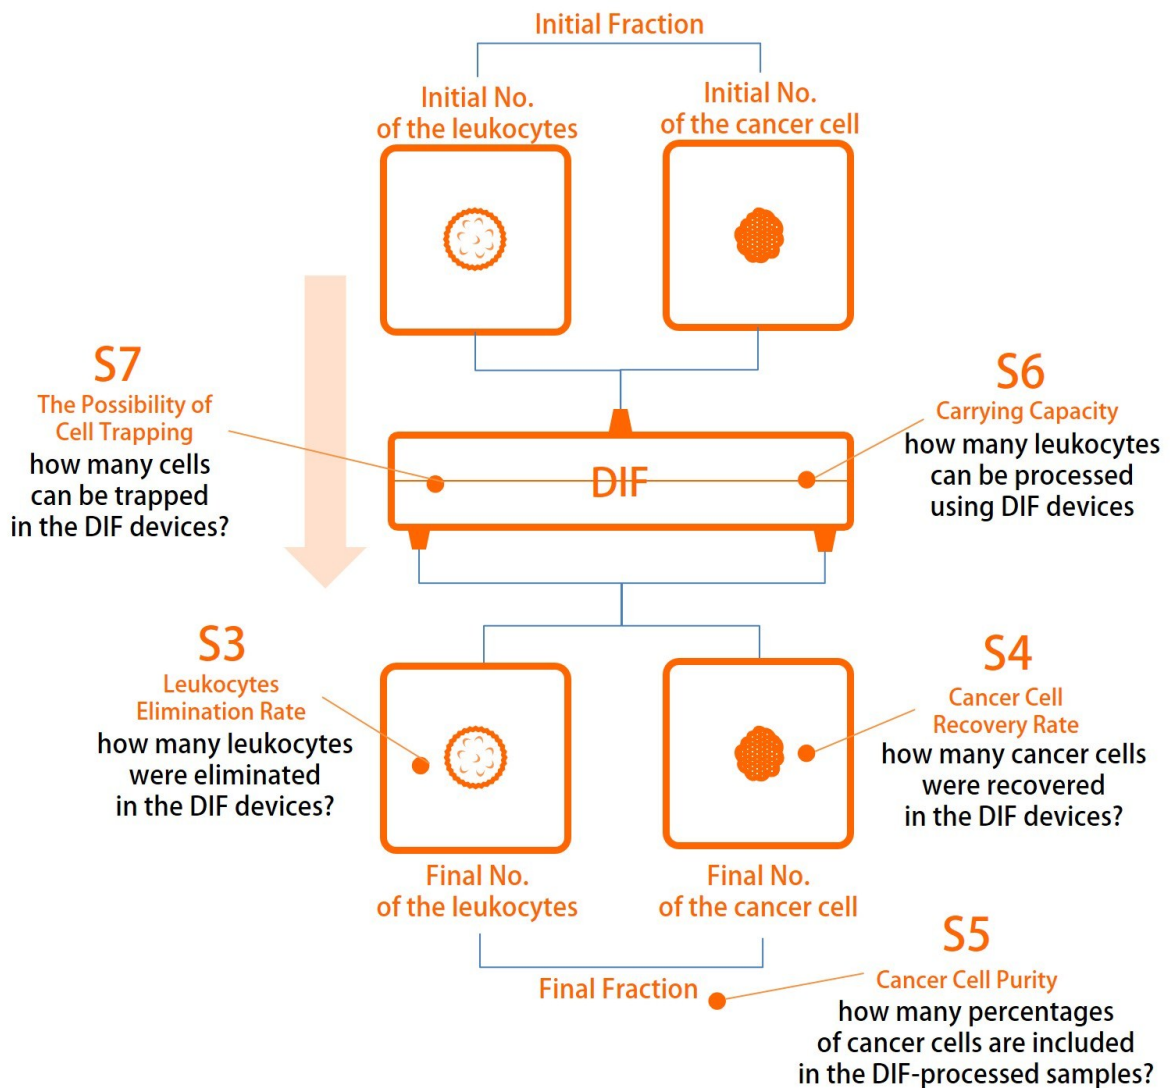 Initial Fraction
Initial No.
of the leukocytes
Initial No.
of the cancer cell
S7
The Possibility of
Cell Trapping
how many cells
can be trapped
in the DIF devices?
DIF
S6
Carrying Capacity
how many leukocytes
can be processed
using DIF devices
S3
Leukocytes
Elimination Rate
how many leukocytes
were eliminated
in the DIF devices?
S4
Cancer Cell
Recovery Rate
how many cancer cells
were recovered
in the DIF devices?
Final No.
of the leukocytes
Final No.
of the cancer cell
Final Fraction
S5
Cancer Cell Purity
how many percentages
of cancer cells are included
in the DIF-processed samples?